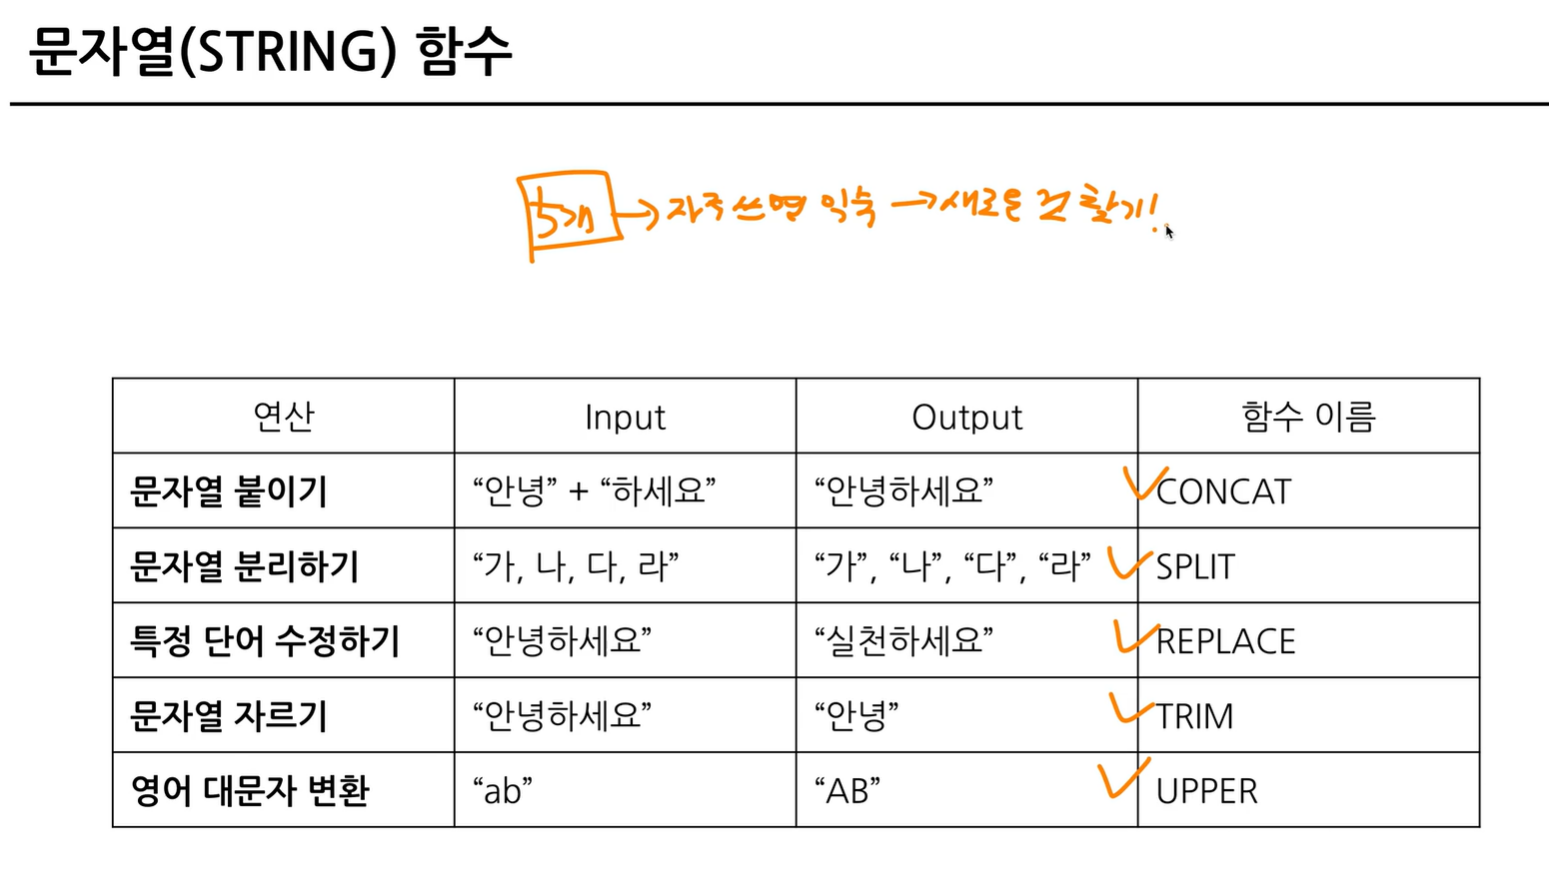 문자열(STRING) 함수
5개 → 자주 쓰면 익숙 → 새로운 건 찾기!
연산 Input Output 함수 이름
문자열 붙이기 “안녕” + “하세요” “안녕하세요” CONCAT
문자열 분리하기 “가, 나, 다, 라” “가”, “나”, “다”, “라” SPLIT
특정 단어 수정하기 “안녕하세요” “실천하세요” REPLACE
문자열 자르기 “안녕하세요” “안녕” TRIM
영어 대문자 변환 “ab” “AB” UPPER